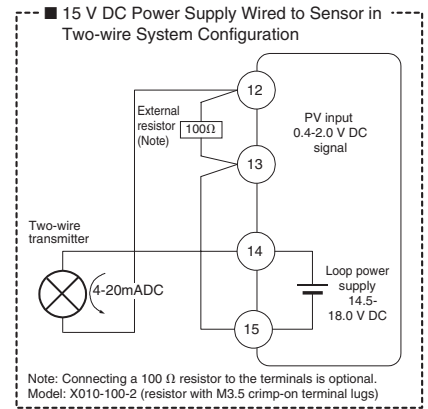 ■ 15 V DC Power Supply Wired to Sensor in
Two-wire System Configuration
12
External
resistor
(Note)
100Ω
PV input
0.4-2.0 V DC
signal
13
Two-wire
transmitter
14
4-20mADC
Loop power
supply
14.5-
18.0 V DC
15
Note: Connecting a 100 Ω resistor to the terminals is optional.
Model: X010-100-2 (resistor with M3.5 crimp-on terminal lugs)